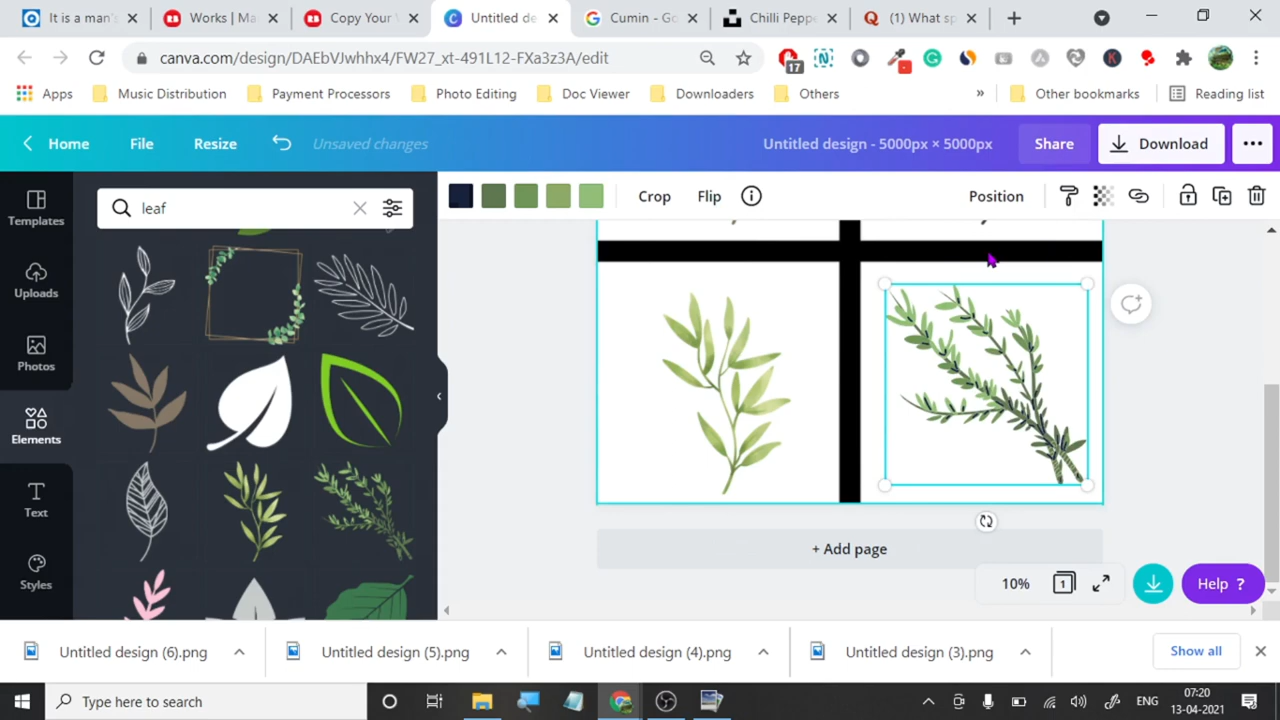 It is a man's
Works | Ma
Copy Your
Untitled de
Cumin - Go
Chilli Peppe
(1) What sp
canva.com/design/DAEbVJwhhx4/FW27_xt-491L12-FXa3z3A/edit
17
Apps
Music Distribution
Payment Processors
Photo Editing
Doc Viewer
Downloaders
Others
»
Other bookmarks
Reading list
Home
File
Resize
Unsaved changes
Untitled design - 5000px × 5000px
Share
Download
Templates
leaf
Crop
Flip
Position
Uploads
Photos
Elements
Text
Styles
+ Add page
10%
1
Help ?
Untitled design (6).png
Untitled design (5).png
Untitled design (4).png
Untitled design (3).png
Show all
Type here to search
ENG
07:20
13-04-2021